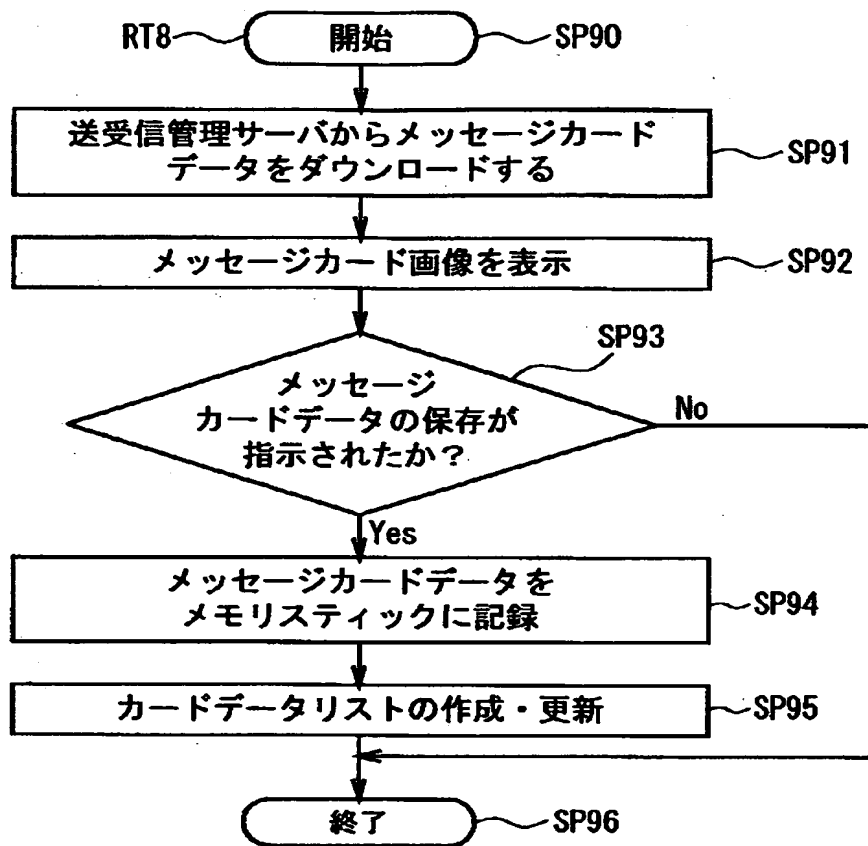 RT8 開始 SP90
送受信管理サーバからメッセージカード
データをダウンロードする
SP91
メッセージカード画像を表示
SP92
SP93
メッセージ
カードデータの保存が
指示されたか?
No
Yes
メッセージカードデータを
メモリスティックに記録
SP94
カードデータリストの作成・更新
SP95
終了 SP96